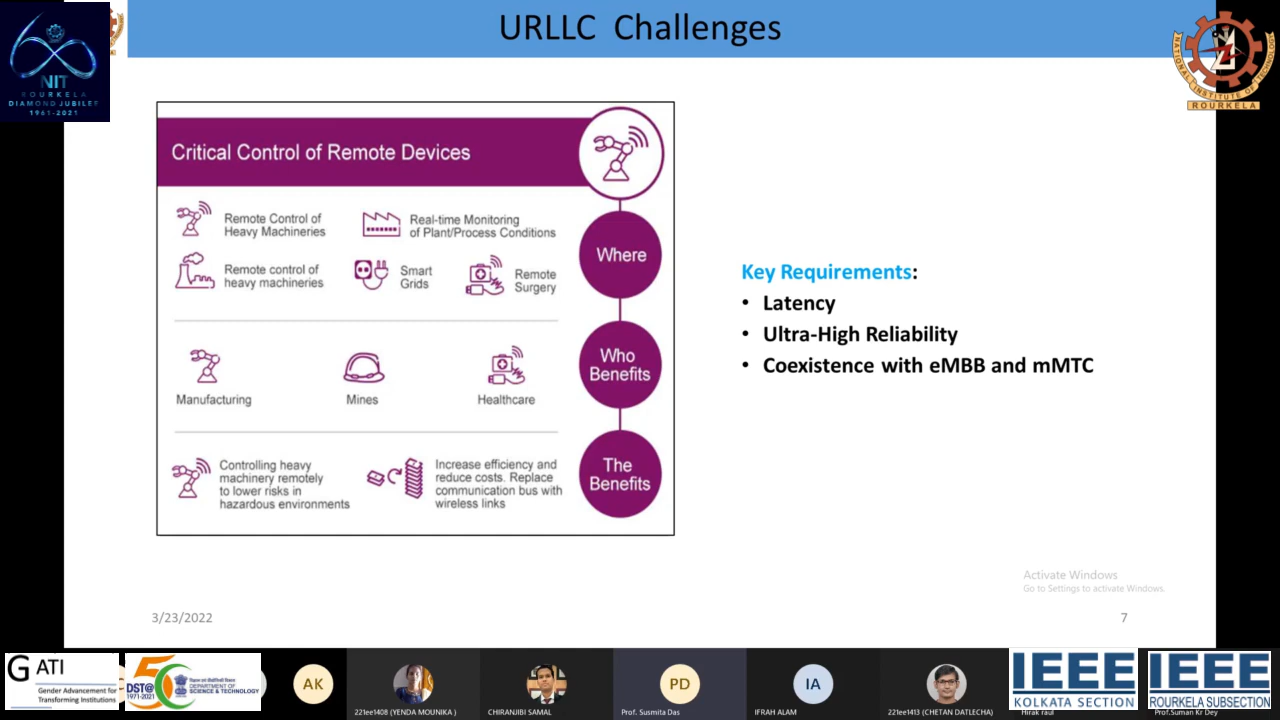 URLLC Challenges
NIT
ROURKELA
DIAMOND JUBILEE
1961-2021
NATIONAL INSTITUTE OF TECHNOLOGY
ROURKELA
Critical Control of Remote Devices
Remote Control of
Heavy Machineries
Real-time Monitoring
of Plant/Process Conditions
Remote control of
heavy machineries
Smart
Grids
Remote
Surgery
Where
Manufacturing
Mines
Healthcare
Who
Benefits
Controlling heavy
machinery remotely
to lower risks in
hazardous environments
Increase efficiency and
reduce costs. Replace
communication bus with
wireless links
The
Benefits
Key Requirements:
• Latency
• Ultra-High Reliability
• Coexistence with eMBB and mMTC
Activate Windows
Go to Settings to activate Windows.
3/23/2022
7
GATI
Gender Advancement for
Transforming Institutions
50
DST@
1971-2021
DEPARTMENT OF
SCIENCE & TECHNOLOGY
AK
221ee1408 (YENDA MOUNIKA )
CHIRANJIBI SAMAL
PD
Prof. Susmita Das
IA
IFRAH ALAM
221ee1413 (CHETAN DATLECHA)
Hirak raul
Prof.Suman Kr Dey
IEEE
KOLKATA SECTION
IEEE
ROURKELA SUBSECTION